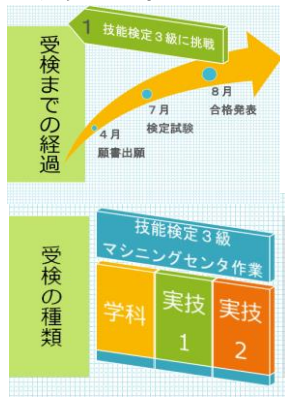 受検までの経過
1 技能検定３級に挑戦
４月
願書出願
７月
検定試験
８月
合格発表
受検の種類
技能検定３級
マシニングセンタ作業
学科
実技
1
実技
2